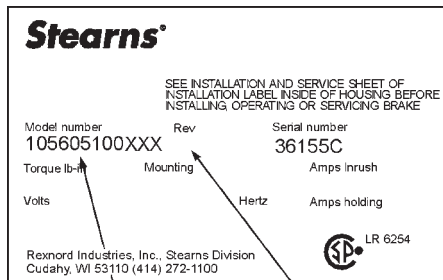 Stearns®
SEE INSTALLATION AND SERVICE SHEET OF
INSTALLATION LABEL INSIDE OF HOUSING BEFORE
INSTALLING, OPERATING OR SERVICING BRAKE
Model number Rev Serial number
105605100XXX 36155C
Torque lb-in Mounting Amps Inrush
Volts Hertz Amps holding
LR 6254
Rexnord Industries, Inc., Stearns Division
Cudahy, WI 53110 (414) 272-1100